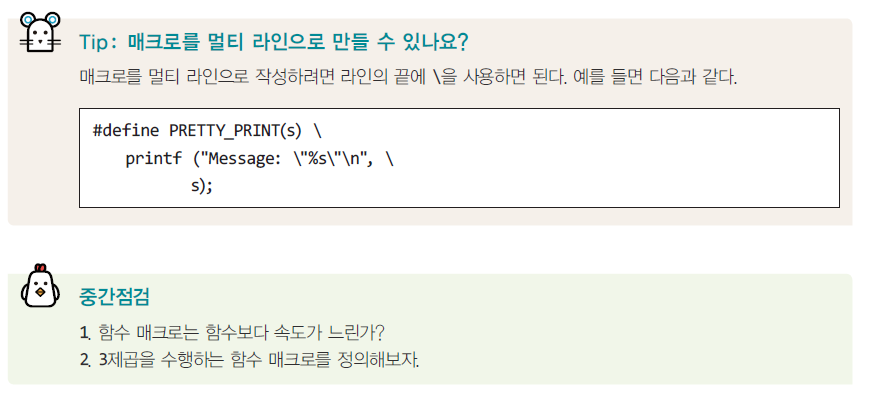 Tip: 매크로를 멀티 라인으로 만들 수 있나요?
매크로를 멀티 라인으로 작성하려면 라인의 끝에 \을 사용하면 된다. 예를 들면 다음과 같다.
#define PRETTY_PRINT(s) \
    printf ("Message: \"%s\"\n", \
            s);
중간점검
1. 함수 매크로는 함수보다 속도가 느린가?
2. 3제곱을 수행하는 함수 매크로를 정의해보자.